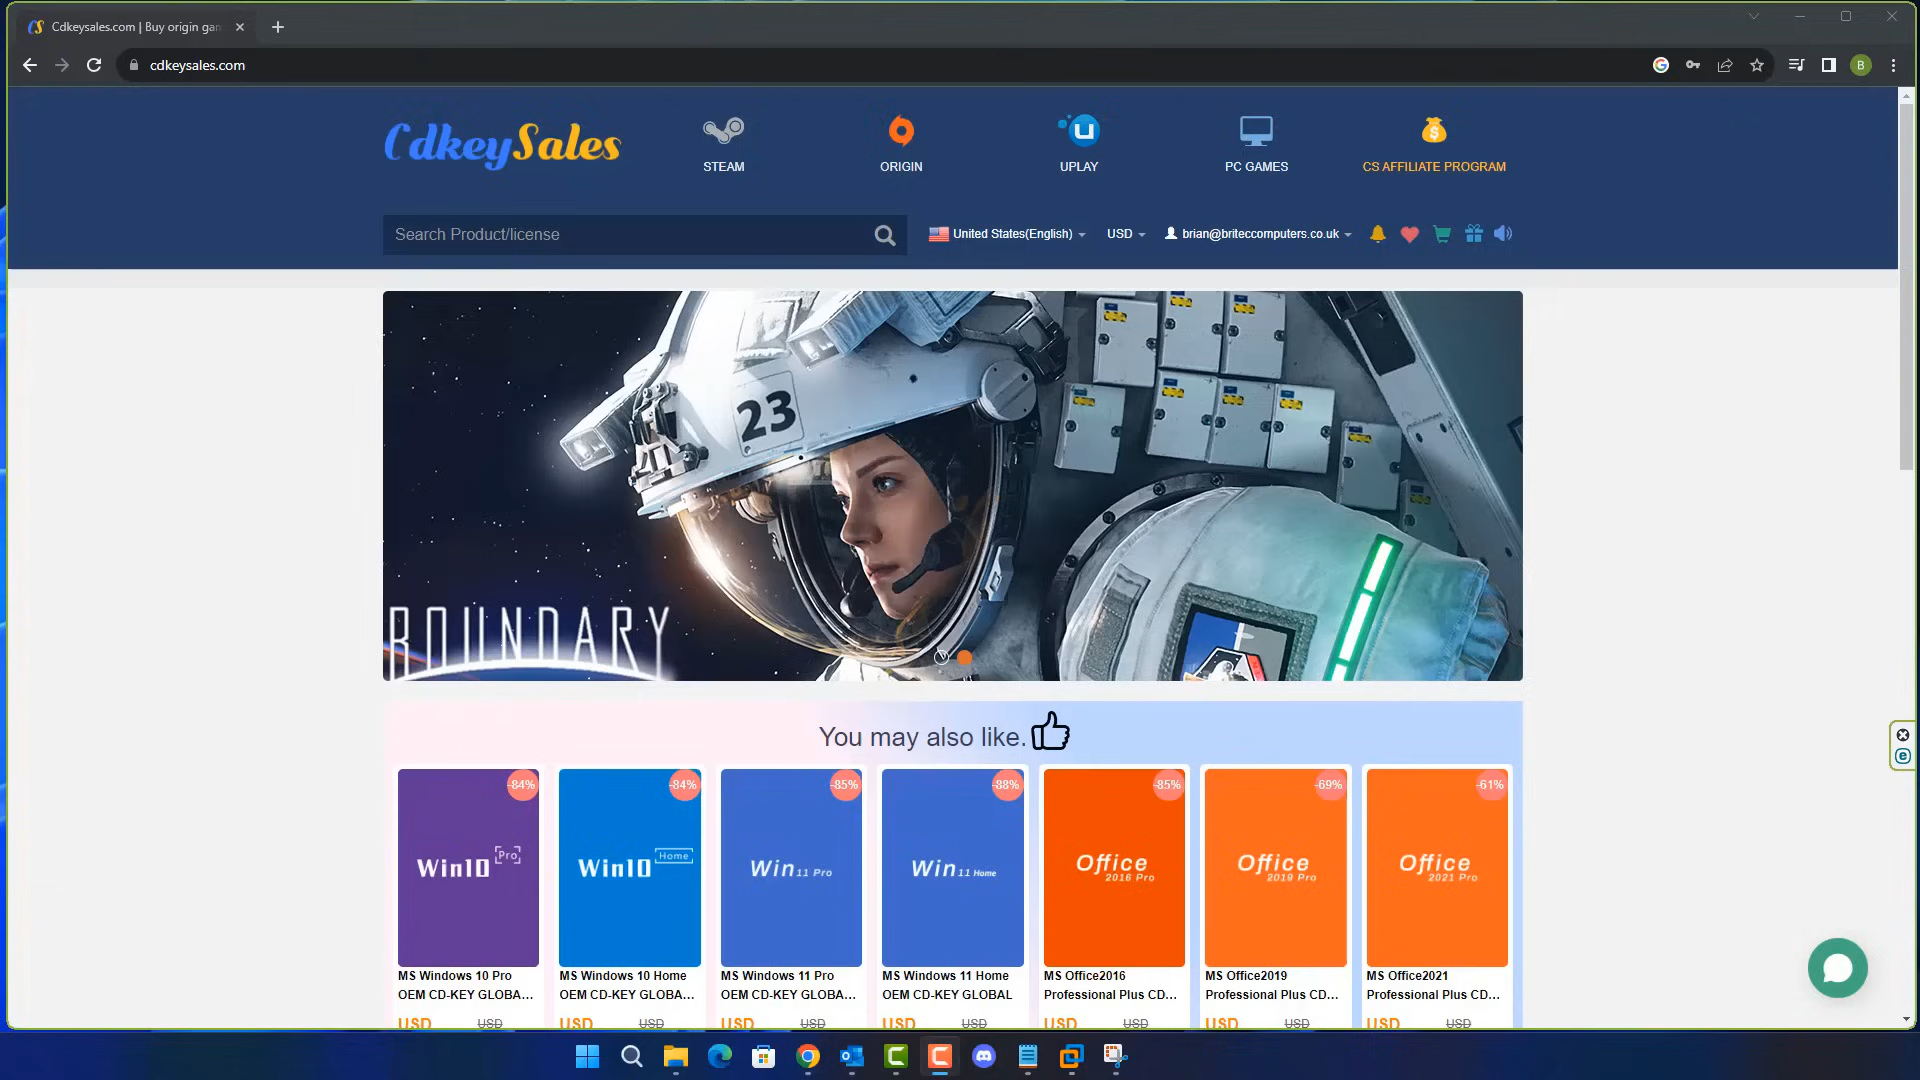 Cdkeysales.com | Buy origin gan
cdkeysales.com
B
CdkeySales
STEAM
ORIGIN
UPLAY
PC GAMES
CS AFFILIATE PROGRAM
Search Product/license
United States(English)
USD
brian@briteccomputers.co.uk
23
BOUNDARY
You may also like.
-84%
-84%
-85%
-88%
-85%
-69%
-61%
Win10 Pro
Win10 Home
Win 11 Pro
Win 11 Home
Office
2016 Pro
Office
2019 Pro
Office
2021 Pro
MS Windows 10 Pro
OEM CD-KEY GLOBA...
MS Windows 10 Home
OEM CD-KEY GLOBA...
MS Windows 11 Pro
OEM CD-KEY GLOBA...
MS Windows 11 Home
OEM CD-KEY GLOBAL
MS Office2016
Professional Plus CD...
MS Office2019
Professional Plus CD...
MS Office2021
Professional Plus CD...
USD USD
USD USD
USD USD
USD USD
USD USD
USD USD
USD USD